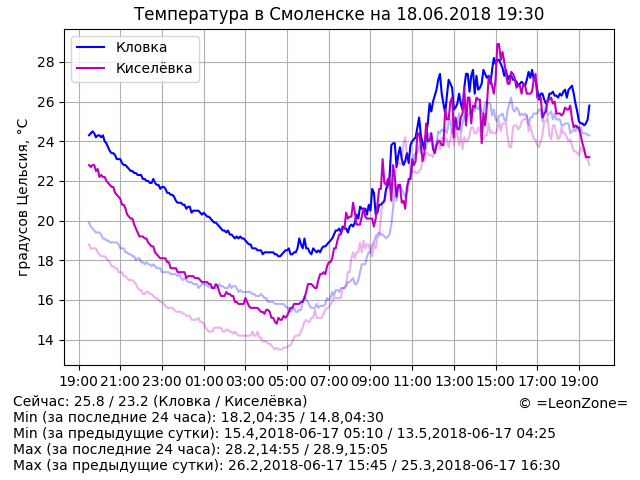 Температура в Смоленске на 18.06.2018 19:30
Кловка
Киселёвка
градусов Цельсия, °C
28
26
24
22
20
18
16
14
19:00 21:00 23:00 01:00 03:00 05:00 07:00 09:00 11:00 13:00 15:00 17:00 19:00
Сейчас: 25.8 / 23.2 (Кловка / Киселёвка)
© =LeonZone=
Min (за последние 24 часа): 18.2,04:35 / 14.8,04:30
Min (за предыдущие сутки): 15.4,2018-06-17 05:10 / 13.5,2018-06-17 04:25
Max (за последние 24 часа): 28.2,14:55 / 28.9,15:05
Max (за предыдущие сутки): 26.2,2018-06-17 15:45 / 25.3,2018-06-17 16:30